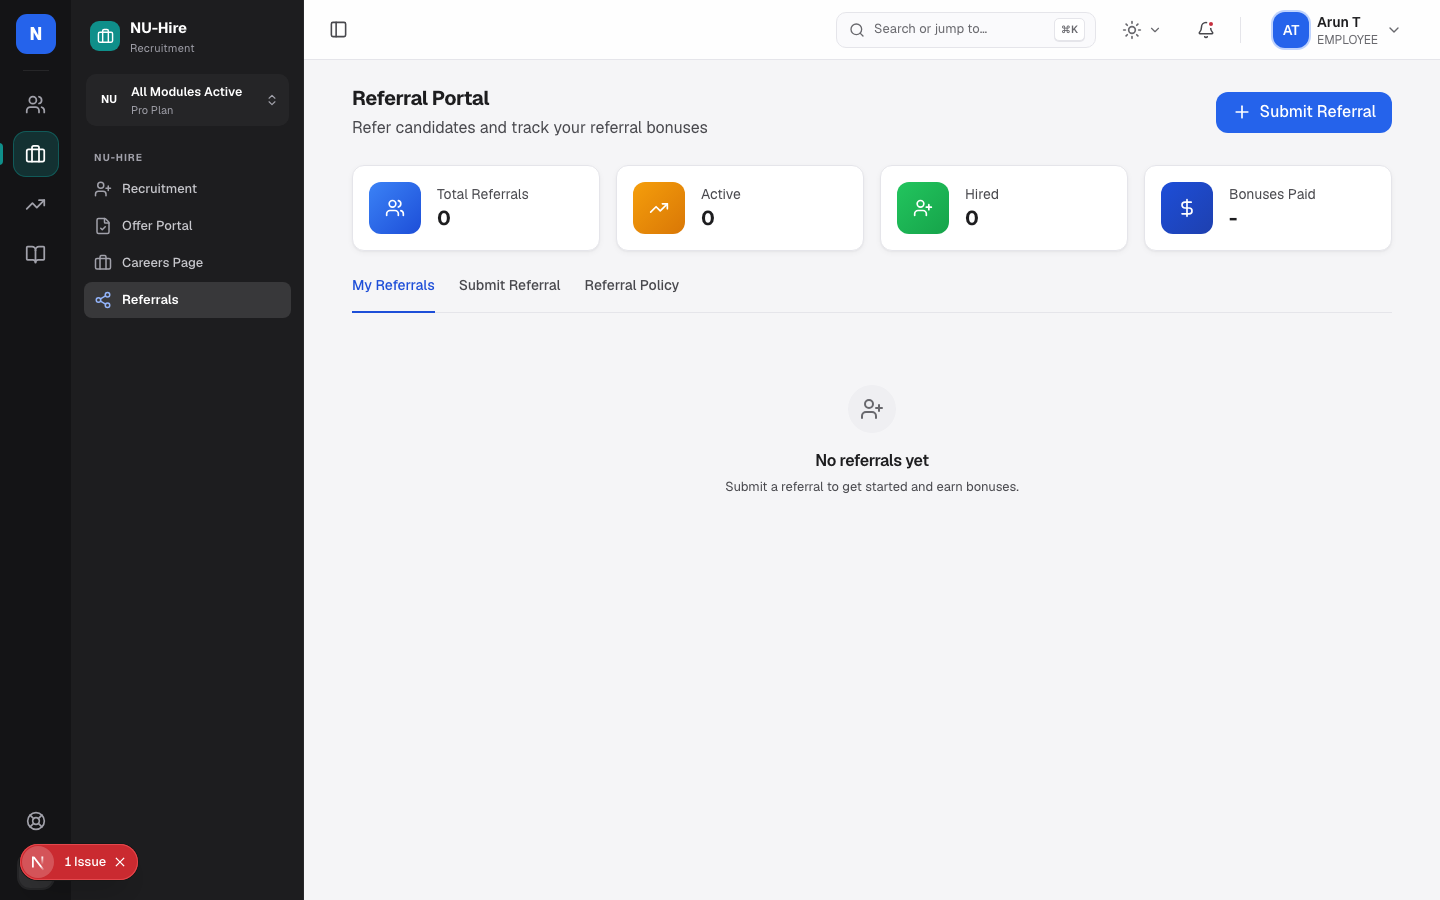 N
NU-Hire
Recruitment
NU
All Modules Active
Pro Plan
NU-HIRE
Recruitment
Offer Portal
Careers Page
Referrals
1 Issue
Search or jump to...
⌘K
AT
Arun T
EMPLOYEE
Referral Portal
Refer candidates and track your referral bonuses
Submit Referral
Total Referrals
0
Active
0
Hired
0
Bonuses Paid
-
My Referrals
Submit Referral
Referral Policy
No referrals yet
Submit a referral to get started and earn bonuses.